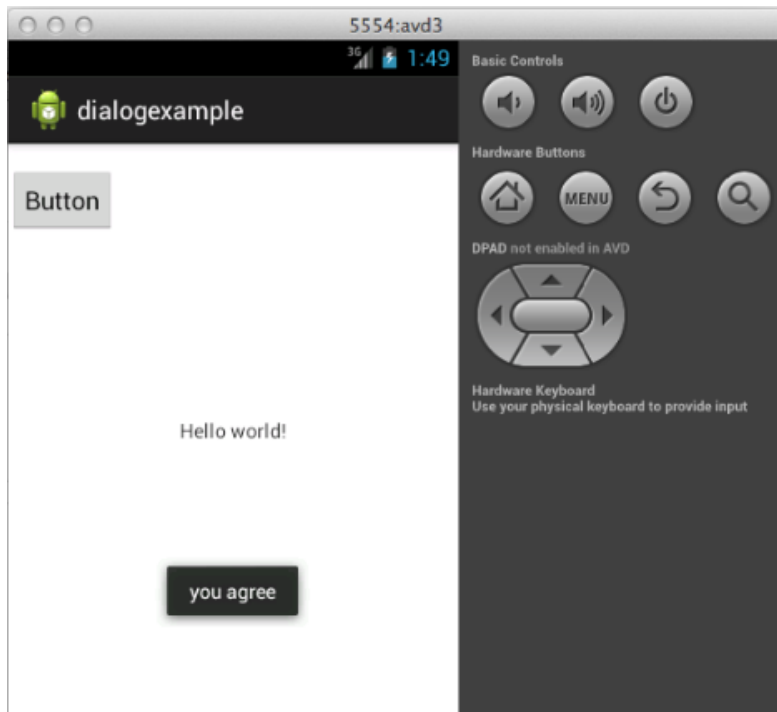 5554:avd3
3G 1:49
dialogexample
Button
Hello world!
you agree
Basic Controls
Hardware Buttons
MENU
DPAD not enabled in AVD
Hardware Keyboard
Use your physical keyboard to provide input